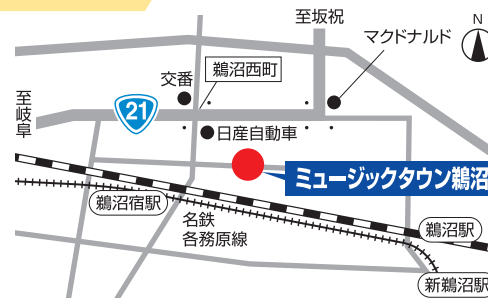 至坂祝
マクドナルド
N
鵜沼西町
交番
至岐阜
21
日産自動車
ミュージックタウン鵜沼
鵜沼宿駅
名鉄
各務原線
鵜沼駅
新鵜沼駅